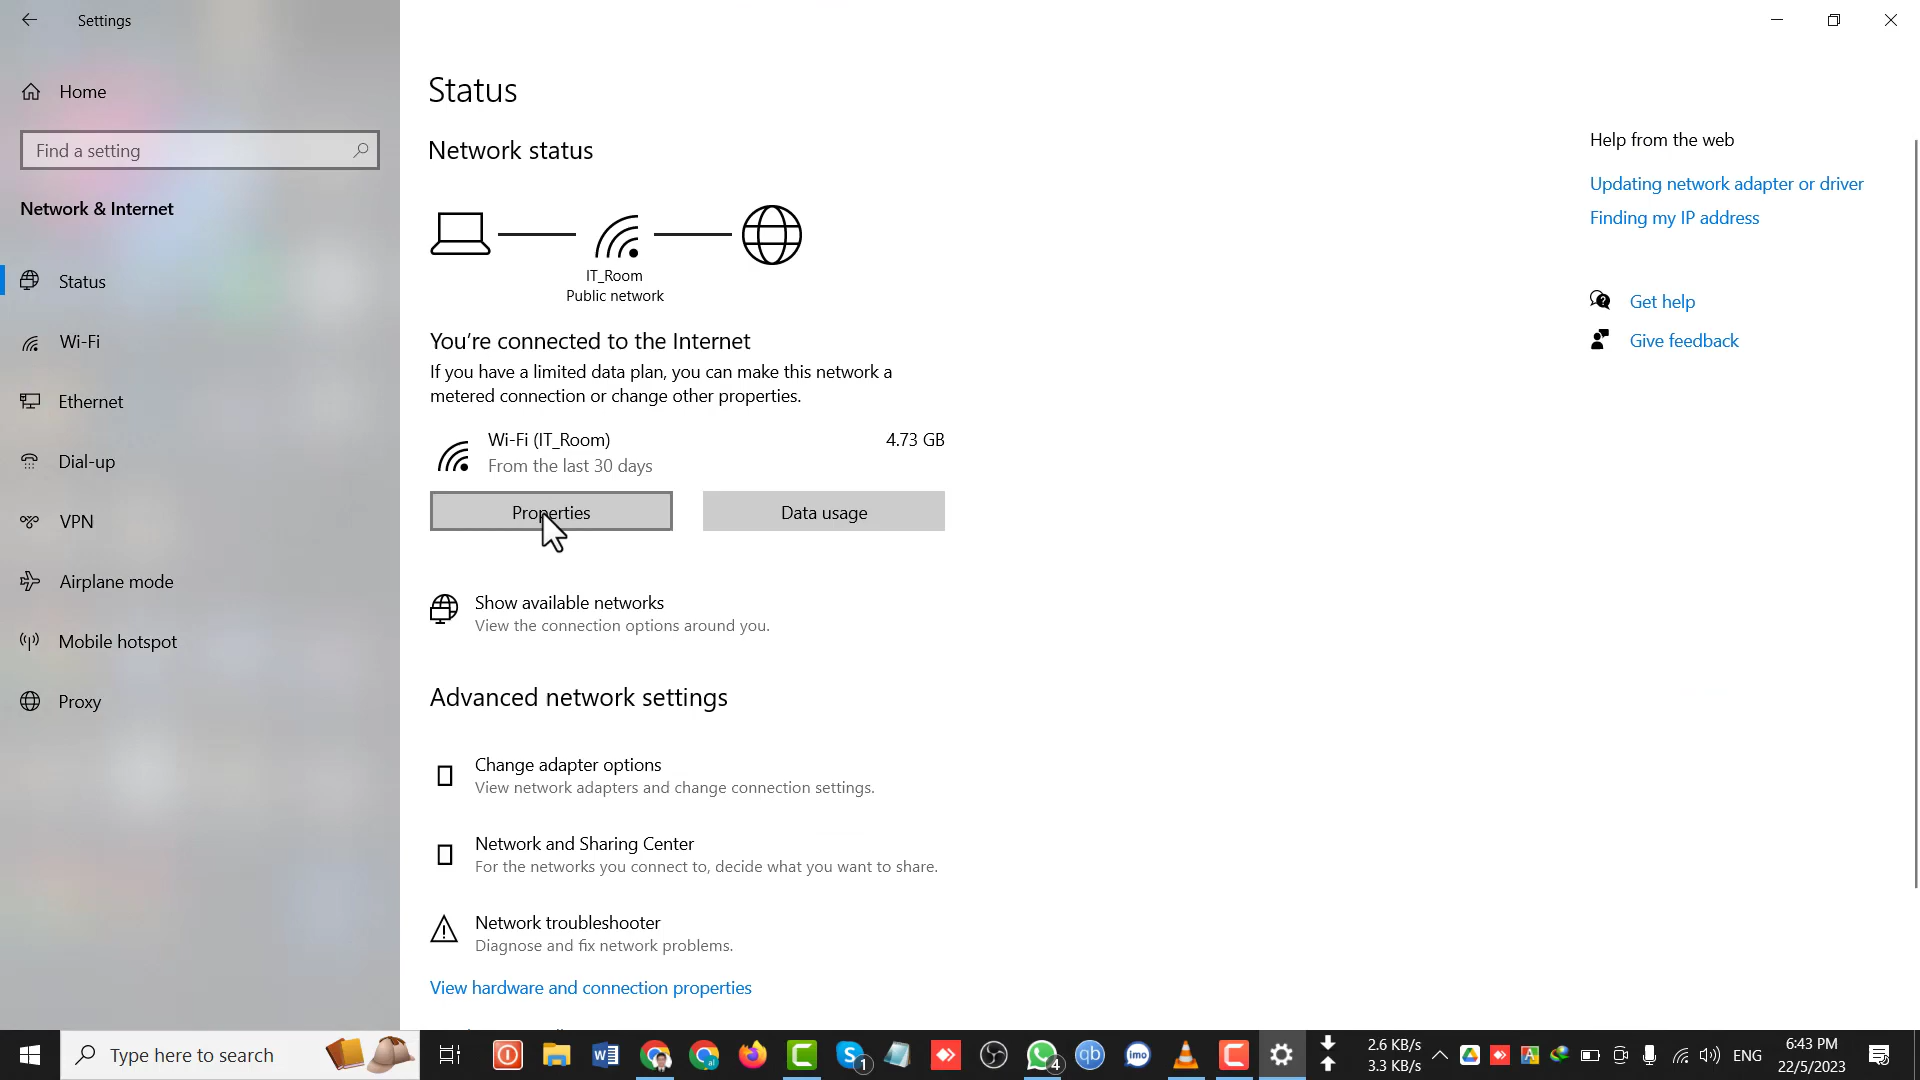 Settings
Home
Find a setting
Network & Internet
Status
Wi-Fi
Ethernet
Dial-up
VPN
Airplane mode
Mobile hotspot
Proxy
Status
Network status
IT_Room
Public network
You're connected to the Internet
If you have a limited data plan, you can make this network a
metered connection or change other properties.
Wi-Fi (IT_Room) 4.73 GB
From the last 30 days
Properties Data usage
Show available networks
View the connection options around you.
Advanced network settings
Change adapter options
View network adapters and change connection settings.
Network and Sharing Center
For the networks you connect to, decide what you want to share.
Network troubleshooter
Diagnose and fix network problems.
View hardware and connection properties
Help from the web
Updating network adapter or driver
Finding my IP address
Get help
Give feedback
Type here to search
W
ai
S 1
4
qb
imo
2.6 KB/s
3.3 KB/s
A
ENG
6:43 PM
22/5/2023